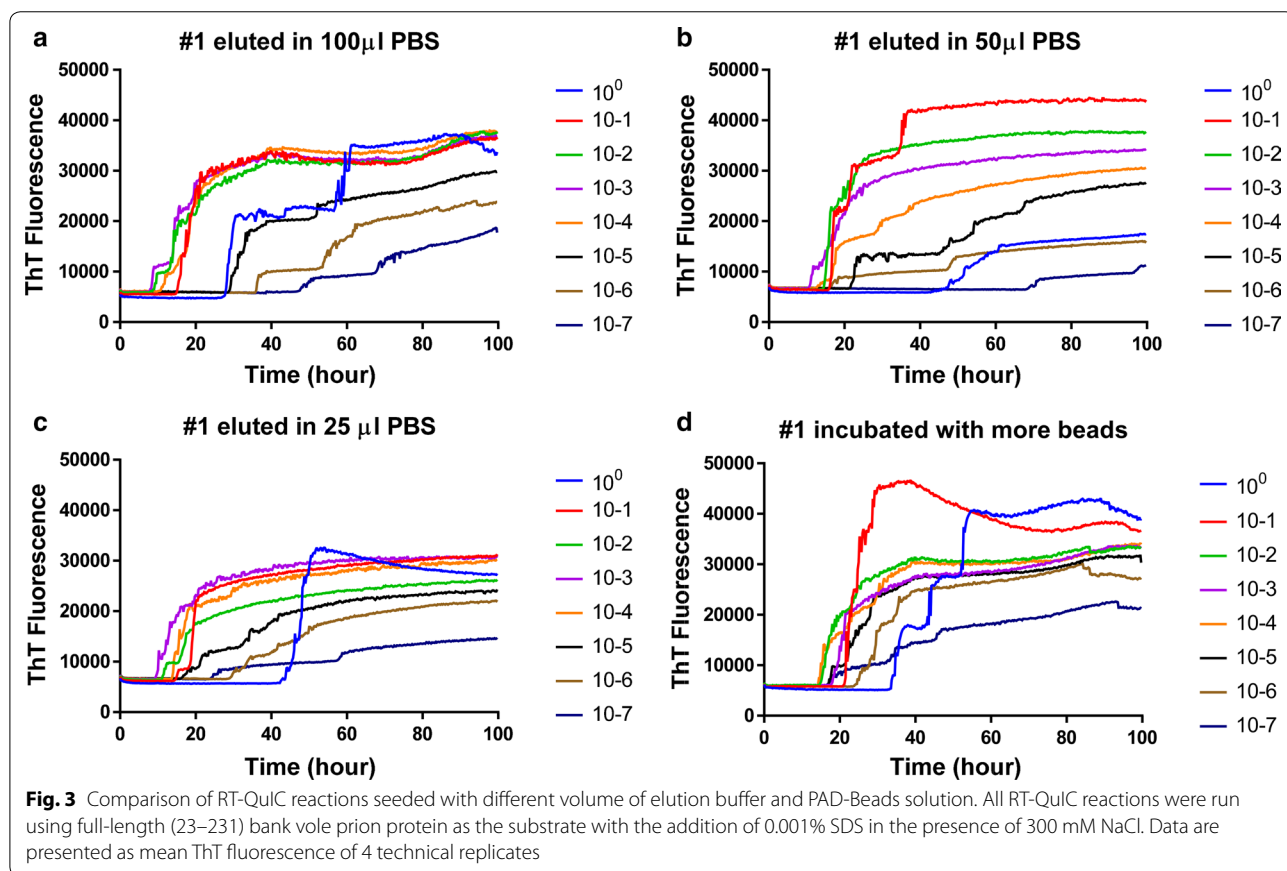 a
#1 eluted in 100μl PBS
ThT Fluorescence
50000
40000
30000
20000
10000
0
0 20 40 60 80 100
Time (hour)
10⁰
10-1
10-2
10-3
10-4
10-5
10-6
10-7
b
#1 eluted in 50μl PBS
ThT Fluorescence
50000
40000
30000
20000
10000
0
0 20 40 60 80 100
Time (hour)
10⁰
10-1
10-2
10-3
10-4
10-5
10-6
10-7
c
#1 eluted in 25 μl PBS
ThT Fluorescence
50000
40000
30000
20000
10000
0
0 20 40 60 80 100
Time (hour)
10⁰
10-1
10-2
10-3
10-4
10-5
10-6
10-7
d
#1 incubated with more beads
ThT Fluorescence
50000
40000
30000
20000
10000
0
0 20 40 60 80 100
Time (hour)
10⁰
10-1
10-2
10-3
10-4
10-5
10-6
10-7
Fig. 3 Comparison of RT-QuIC reactions seeded with different volume of elution buffer and PAD-Beads solution. All RT-QuIC reactions were run
using full-length (23–231) bank vole prion protein as the substrate with the addition of 0.001% SDS in the presence of 300 mM NaCl. Data are
presented as mean ThT fluorescence of 4 technical replicates